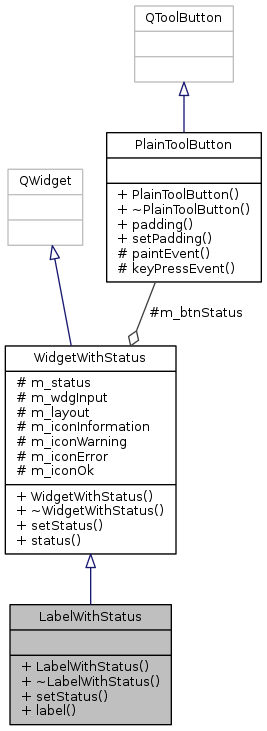 QToolButton
PlainToolButton
+ PlainToolButton()
+ ~PlainToolButton()
+ padding()
+ setPadding()
# paintEvent()
# keyPressEvent()
QWidget
#m_btnStatus
WidgetWithStatus
# m_status
# m_wdgInput
# m_layout
# m_iconInformation
# m_iconWarning
# m_iconError
# m_iconOk
+ WidgetWithStatus()
+ ~WidgetWithStatus()
+ setStatus()
+ status()
LabelWithStatus
+ LabelWithStatus()
+ ~LabelWithStatus()
+ setStatus()
+ label()